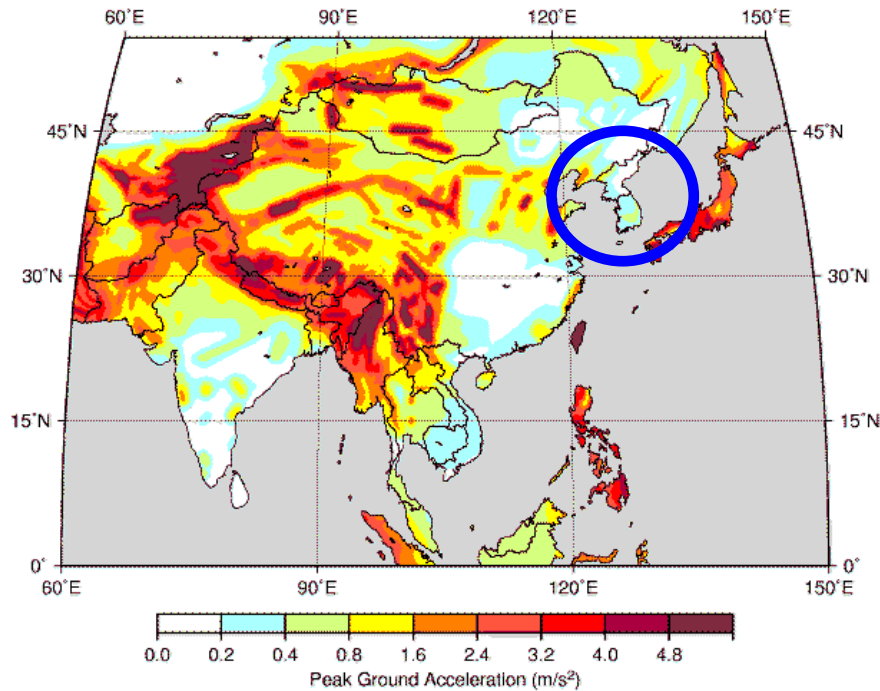 60˚E 90˚E 120˚E 150˚E
45˚N 45˚N
30˚N 30˚N
15˚N 15˚N
0˚ 0˚
60˚E 90˚E 120˚E 150˚E
0.0 0.2 0.4 0.8 1.6 2.4 3.2 4.0 4.8
Peak Ground Acceleration (m/s²)